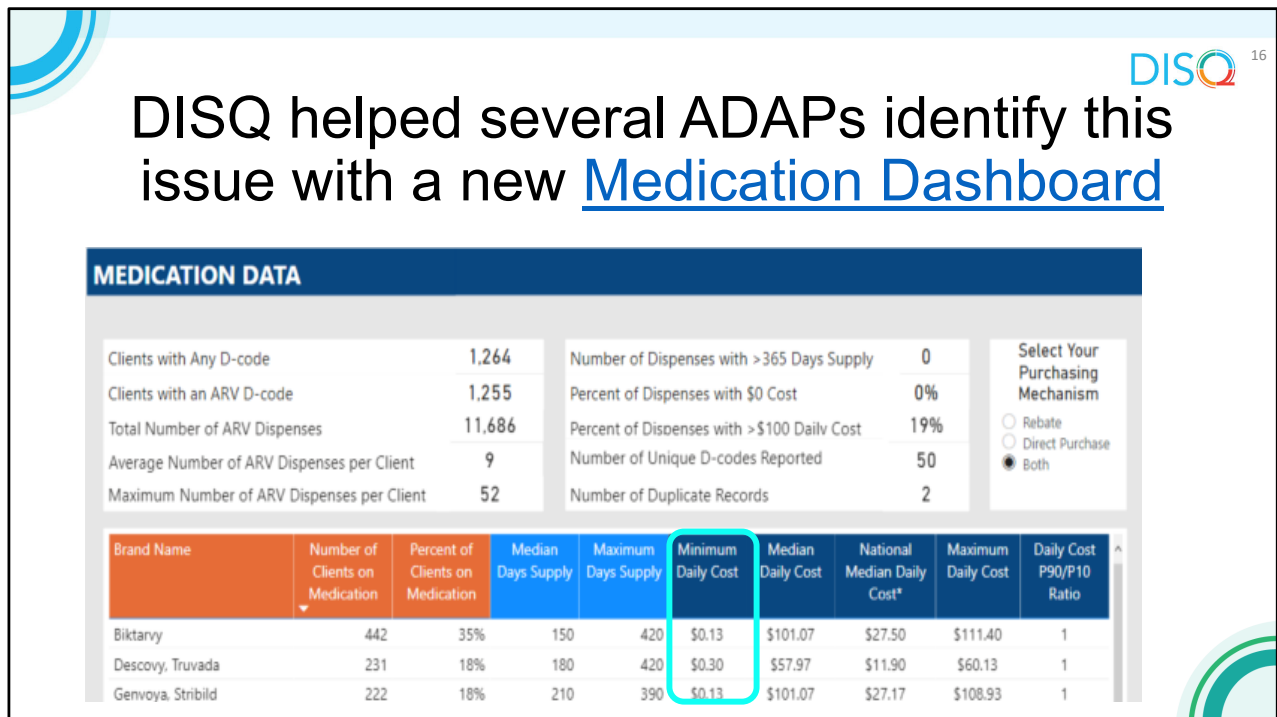 DISQ
16
DISQ helped several ADAPs identify this
issue with a new Medication Dashboard
MEDICATION DATA
Clients with Any D-code 1,264
Clients with an ARV D-code 1,255
Total Number of ARV Dispenses 11,686
Average Number of ARV Dispenses per Client 9
Maximum Number of ARV Dispenses per Client 52
Number of Dispenses with >365 Days Supply 0
Percent of Dispenses with $0 Cost 0%
Percent of Dispenses with >$100 Daily Cost 19%
Number of Unique D-codes Reported 50
Number of Duplicate Records 2
Select Your
Purchasing
Mechanism
Rebate
Direct Purchase
Both
Brand Name
Number of
Clients on
Medication
Percent of
Clients on
Medication
Median
Days Supply
Maximum
Days Supply
Minimum
Daily Cost
Median
Daily Cost
National
Median Daily
Cost*
Maximum
Daily Cost
Daily Cost
P90/P10
Ratio
Biktarvy 442 35% 150 420 $0.13 $101.07 $27.50 $111.40 1
Descovy, Truvada 231 18% 180 420 $0.30 $57.97 $11.90 $60.13 1
Genvoya, Stribild 222 18% 210 390 $0.13 $101.07 $27.17 $108.93 1